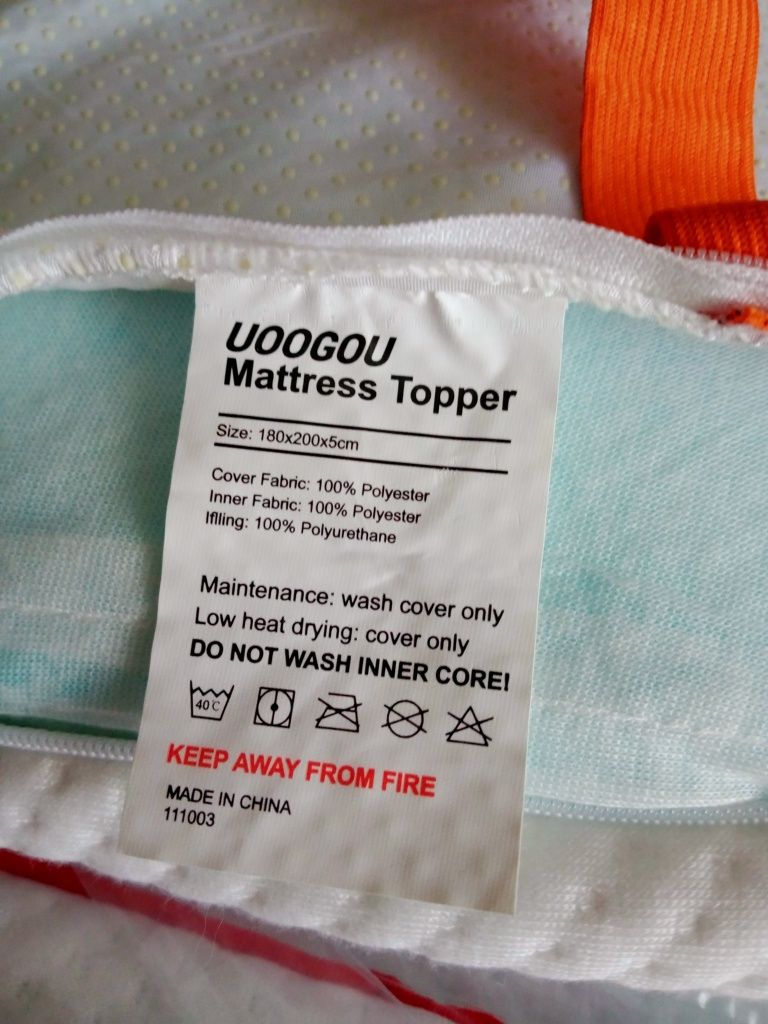 UOOGOU
Mattress Topper
Size: 180x200x5cm
Cover Fabric: 100% Polyester
Inner Fabric: 100% Polyester
Iflling: 100% Polyurethane
Maintenance: wash cover only
Low heat drying: cover only
DO NOT WASH INNER CORE!
40°C
KEEP AWAY FROM FIRE
MADE IN CHINA
111003